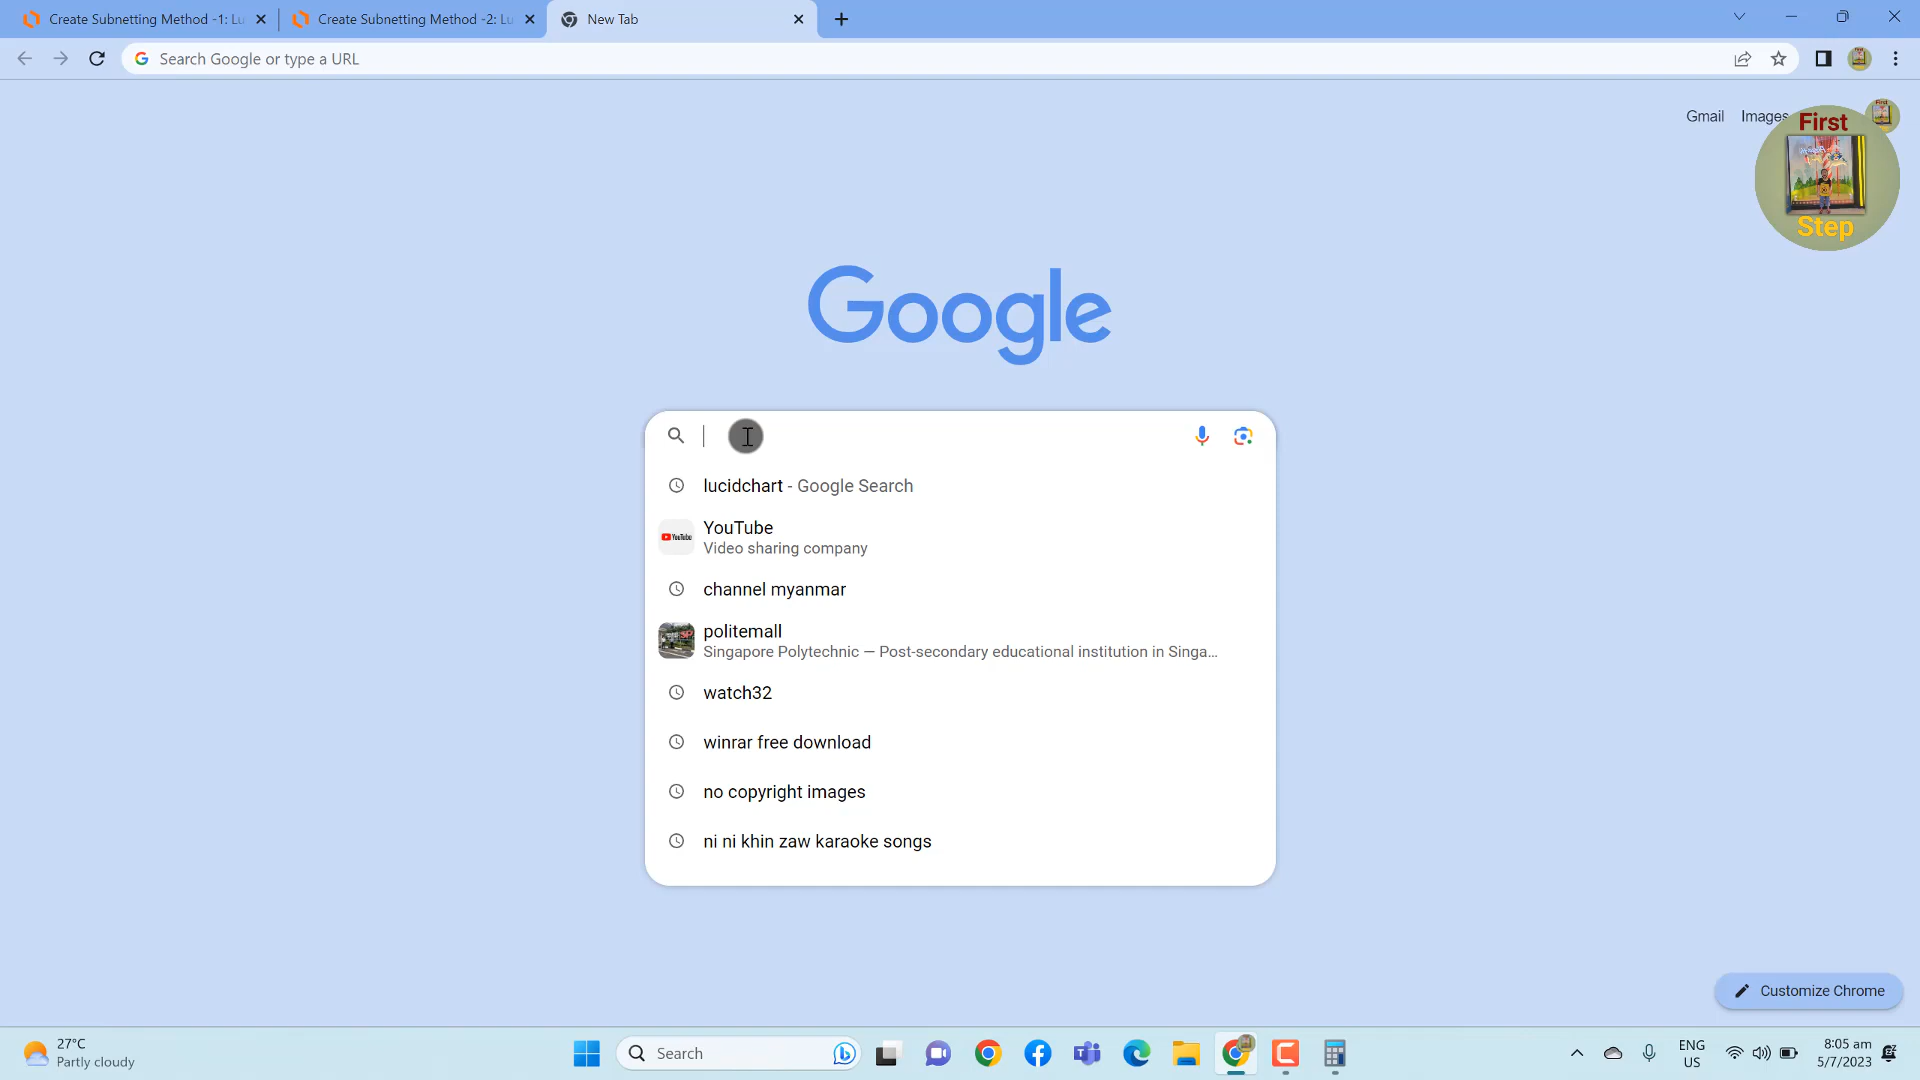 Create Subnetting Method -1: Lu
Create Subnetting Method -2: Lu
New Tab
Search Google or type a URL
Gmail
Images
First
Step
Google
lucidchart - Google Search
YouTube
YouTube
Video sharing company
channel myanmar
politemall
Singapore Polytechnic — Post-secondary educational institution in Singa...
watch32
winrar free download
no copyright images
ni ni khin zaw karaoke songs
Customize Chrome
27°C
Partly cloudy
Search
ENG
US
8:05 am
5/7/2023